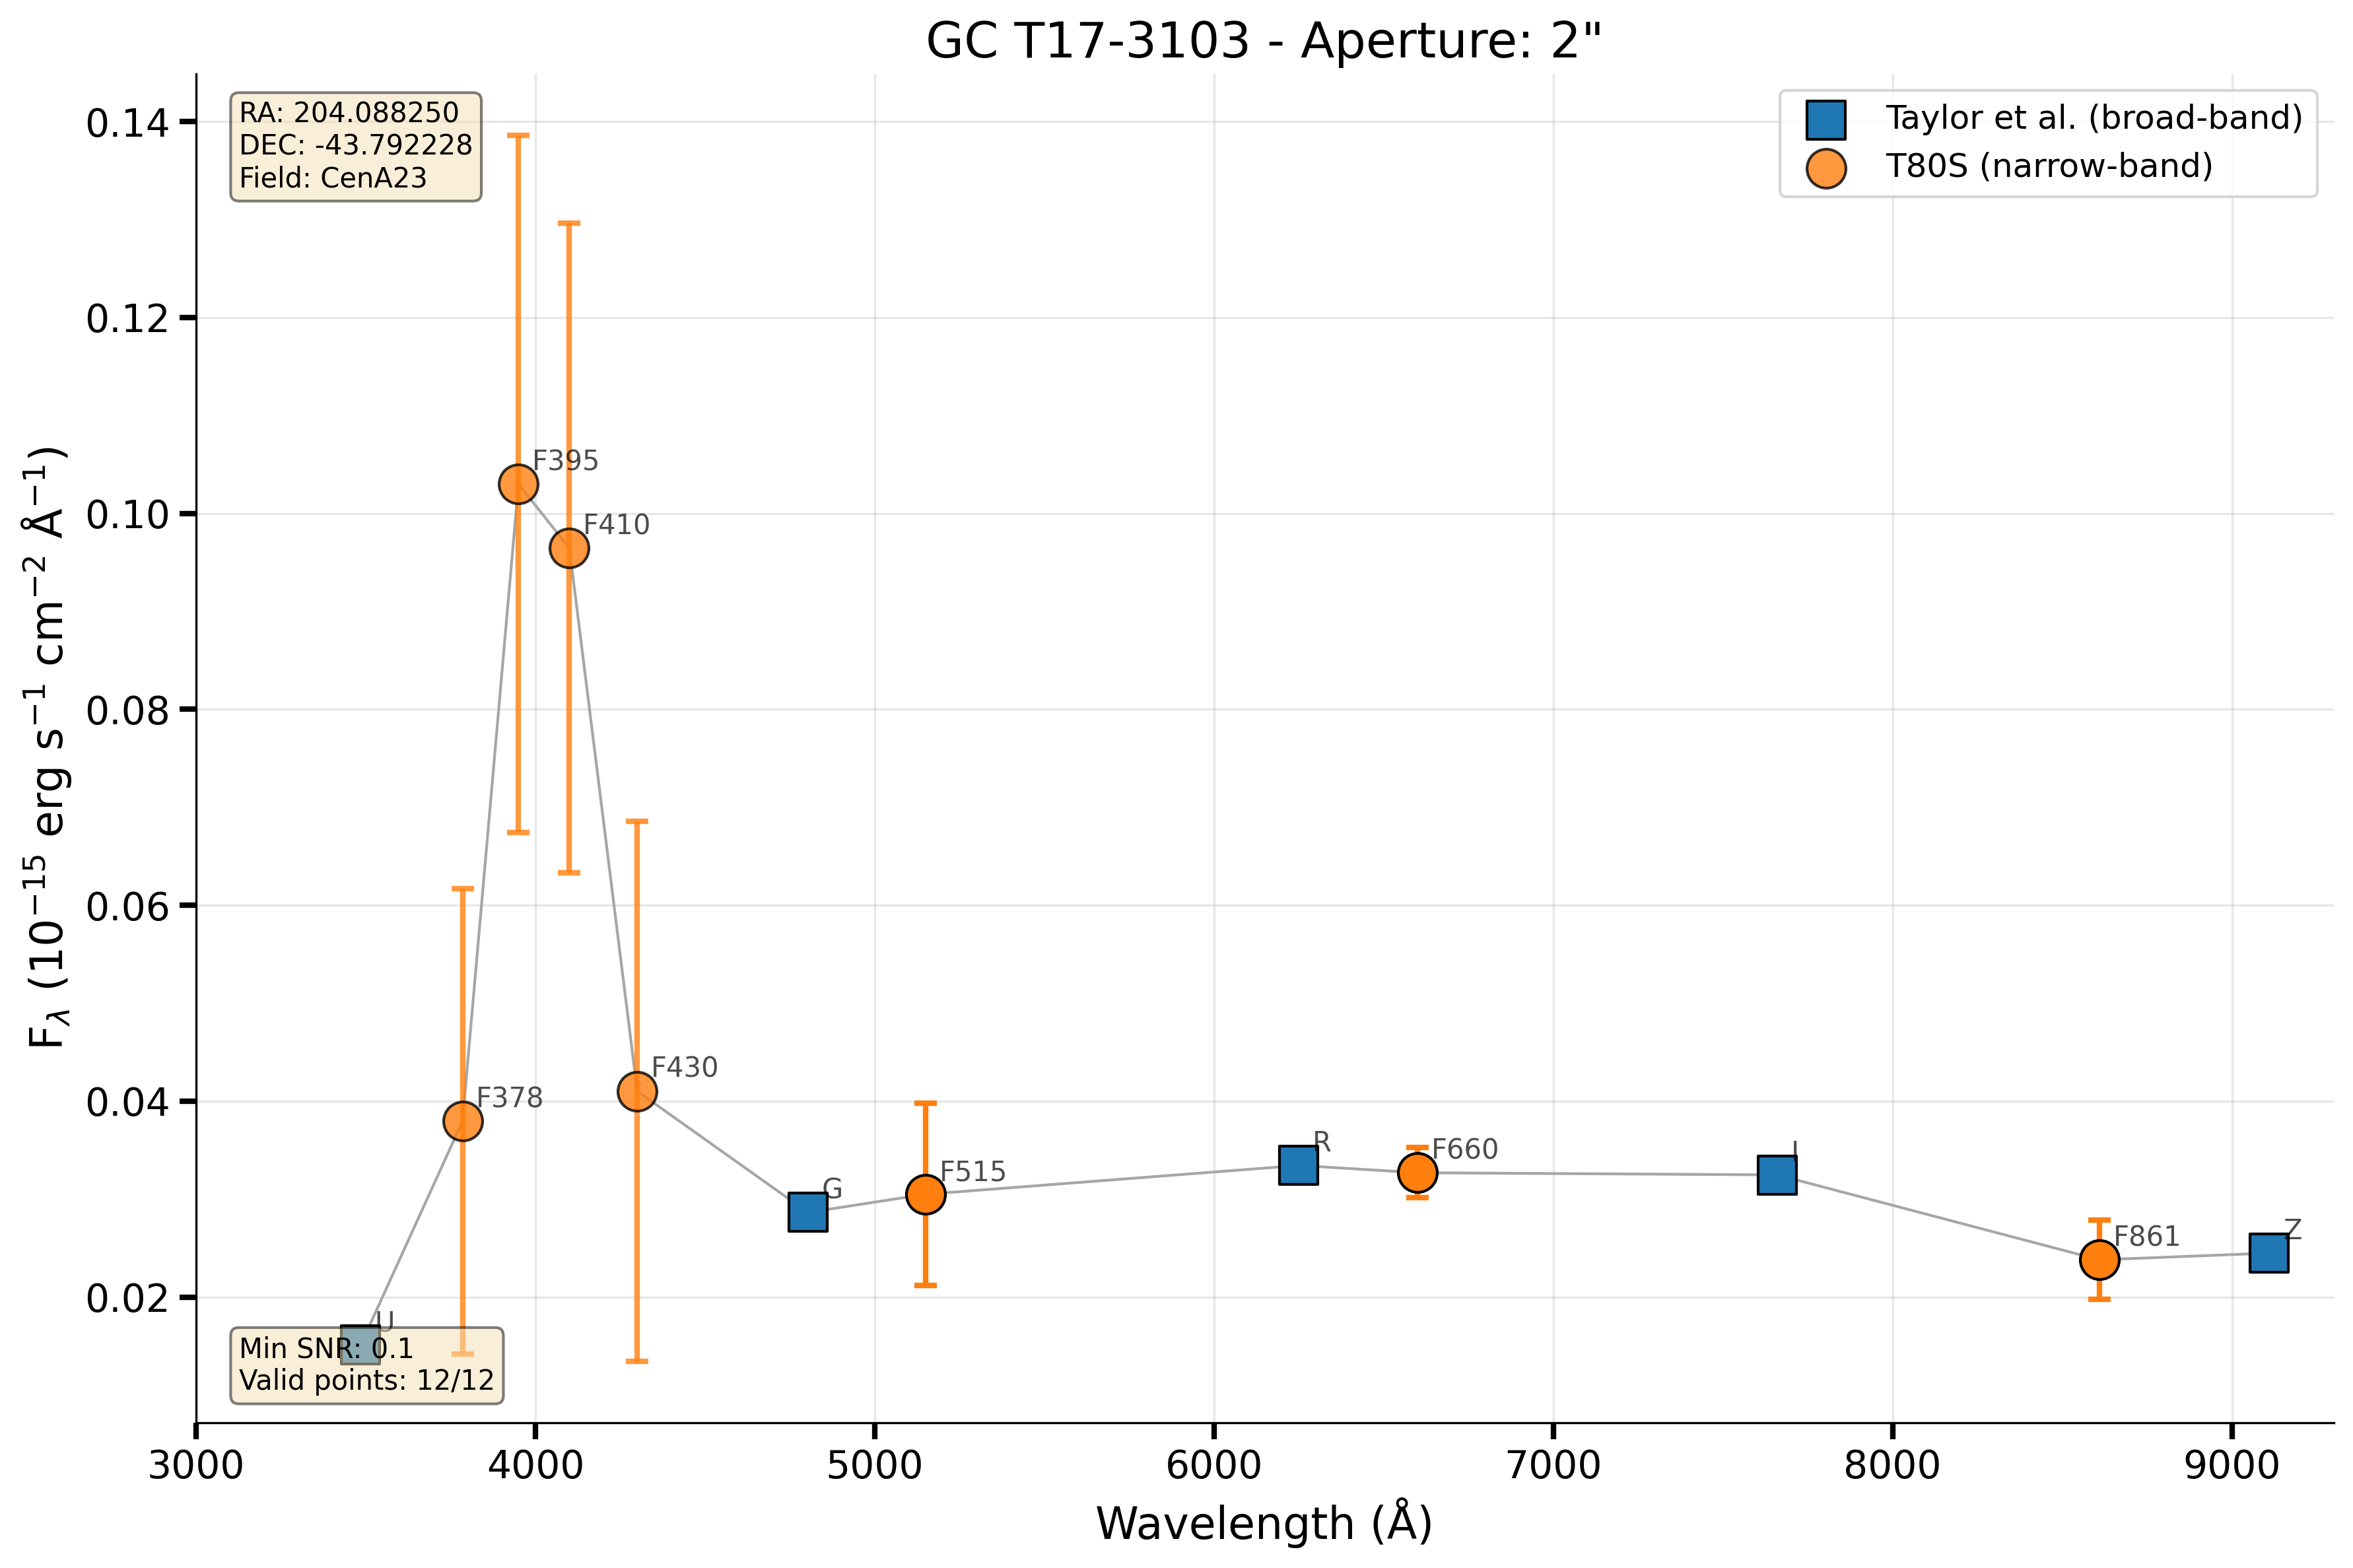 GC T17-3103 - Aperture: 2"
RA: 204.088250
DEC: -43.792228
Field: CenA23
Taylor et al. (broad-band)
T80S (narrow-band)
0.14
0.12
0.10
0.08
0.06
0.04
0.02
F_λ (10⁻¹⁵ erg s⁻¹ cm⁻² Å⁻¹)
F395
F410
F378
F430
G
F515
R
F660
I
F861
Z
U
Min SNR: 0.1
Valid points: 12/12
3000 4000 5000 6000 7000 8000 9000
Wavelength (Å)